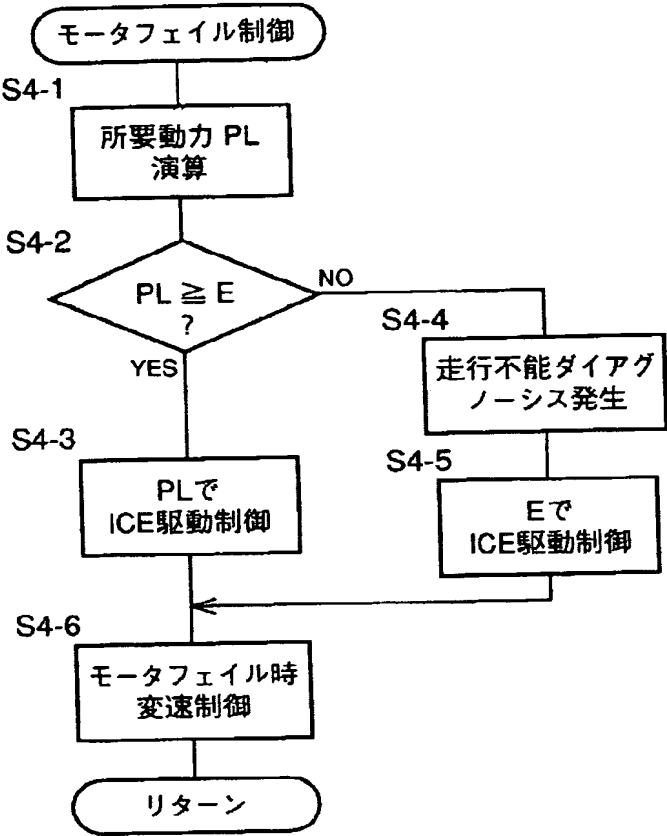 モータフェイル制御
S4-1
所要動力 PL
演算
S4-2
PL ≧ E
?
NO
YES
S4-4
走行不能ダイアグ
ノーシス発生
S4-3
PLで
ICE駆動制御
S4-5
Eで
ICE駆動制御
S4-6
モータフェイル時
変速制御
リターン